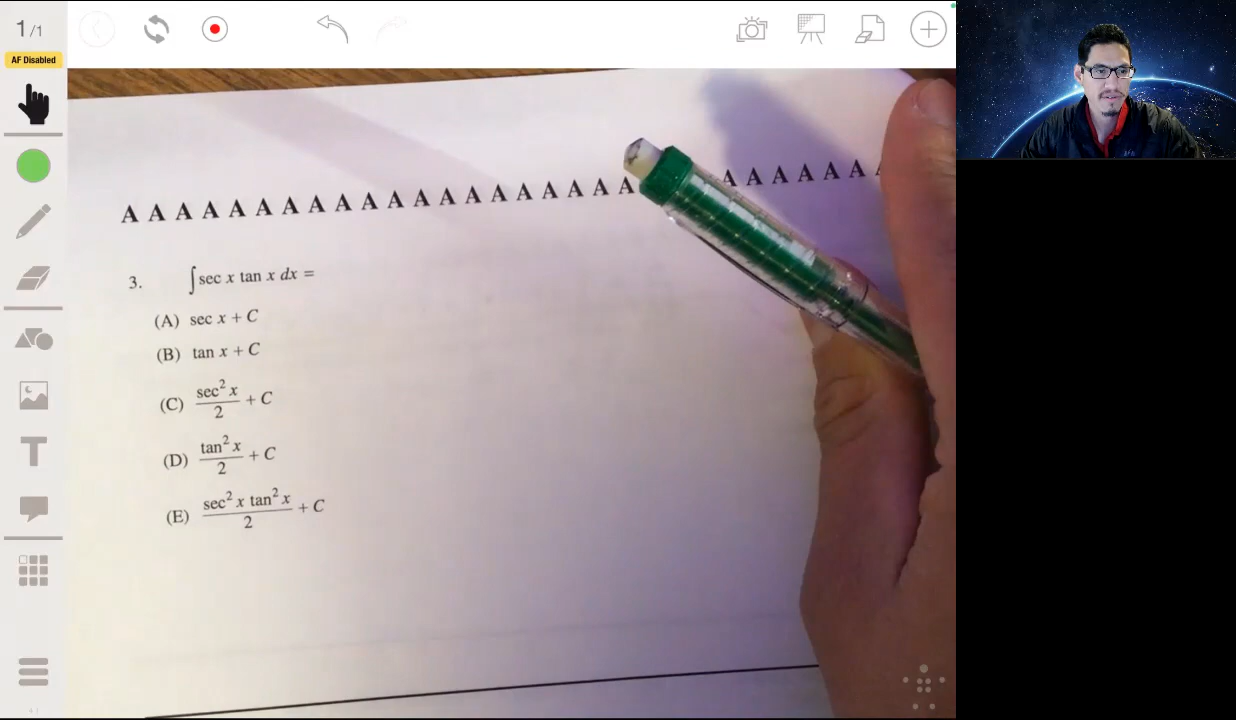 1/1
AF Disabled
A A A A A A A A A A A A A A A A A A A A A A A A A A
3. ∫ sec x tan x dx =
(A) sec x + C
(B) tan x + C
(C) sec² x / 2 + C
(D) tan² x / 2 + C
(E) sec² x tan² x / 2 + C
T